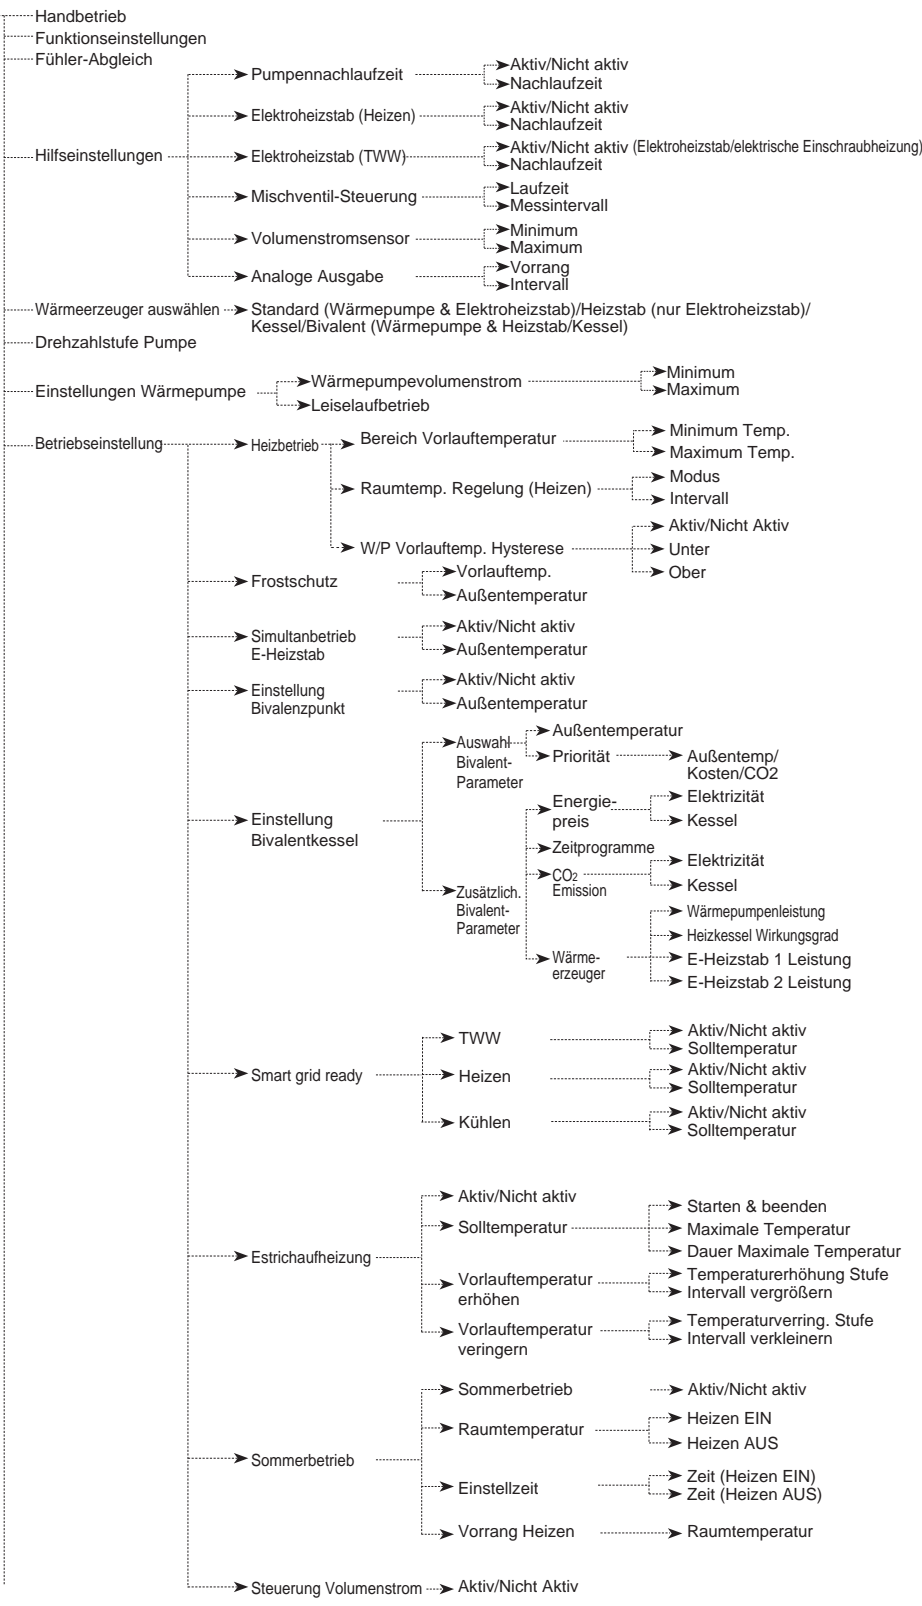 Handbetrieb
Funktionseinstellungen
Fühler-Abgleich
Hilfseinstellungen
Pumpennachlaufzeit
Aktiv/Nicht aktiv
Nachlaufzeit
Elektroheizstab (Heizen)
Aktiv/Nicht aktiv
Nachlaufzeit
Elektroheizstab (TWW)
Aktiv/Nicht aktiv (Elektroheizstab/elektrische Einschraubheizung)
Nachlaufzeit
Mischventil-Steuerung
Laufzeit
Messintervall
Volumenstromsensor
Minimum
Maximum
Analoge Ausgabe
Vorrang
Intervall
Wärmeerzeuger auswählen
Standard (Wärmepumpe & Elektroheizstab)/Heizstab (nur Elektroheizstab)/
Kessel/Bivalent (Wärmepumpe & Heizstab/Kessel)
Drehzahlstufe Pumpe
Einstellungen Wärmepumpe
Wärmepumpevolumenstrom
Minimum
Maximum
Leiselaufbetrieb
Betriebseinstellung
Heizbetrieb
Bereich Vorlauftemperatur
Minimum Temp.
Maximum Temp.
Raumtemp. Regelung (Heizen)
Modus
Intervall
W/P Vorlauftemp. Hysterese
Aktiv/Nicht Aktiv
Unter
Ober
Frostschutz
Vorlauftemp.
Außentemperatur
Simultanbetrieb
E-Heizstab
Aktiv/Nicht aktiv
Außentemperatur
Einstellung
Bivalenzpunkt
Aktiv/Nicht aktiv
Außentemperatur
Einstellung
Bivalentkessel
Auswahl
Bivalent-
Parameter
Außentemperatur
Priorität
Außentemp/
Kosten/CO2
Zusätzlich.
Bivalent-
Parameter
Energie-
preis
Elektrizität
Kessel
Zeitprogramme
CO2
Emission
Elektrizität
Kessel
Wärme-
erzeuger
Wärmepumpenleistung
Heizkessel Wirkungsgrad
E-Heizstab 1 Leistung
E-Heizstab 2 Leistung
Smart grid ready
TWW
Aktiv/Nicht aktiv
Solltemperatur
Heizen
Aktiv/Nicht aktiv
Solltemperatur
Kühlen
Aktiv/Nicht aktiv
Solltemperatur
Estrichaufheizung
Aktiv/Nicht aktiv
Solltemperatur
Starten & beenden
Maximale Temperatur
Dauer Maximale Temperatur
Vorlauftemperatur
erhöhen
Temperaturerhöhung Stufe
Intervall vergrößern
Vorlauftemperatur
veringern
Temperaturverring. Stufe
Intervall verkleinern
Sommerbetrieb
Sommerbetrieb
Aktiv/Nicht aktiv
Raumtemperatur
Heizen EIN
Heizen AUS
Einstellzeit
Zeit (Heizen EIN)
Zeit (Heizen AUS)
Vorrang Heizen
Raumtemperatur
Steuerung Volumenstrom
Aktiv/Nicht Aktiv